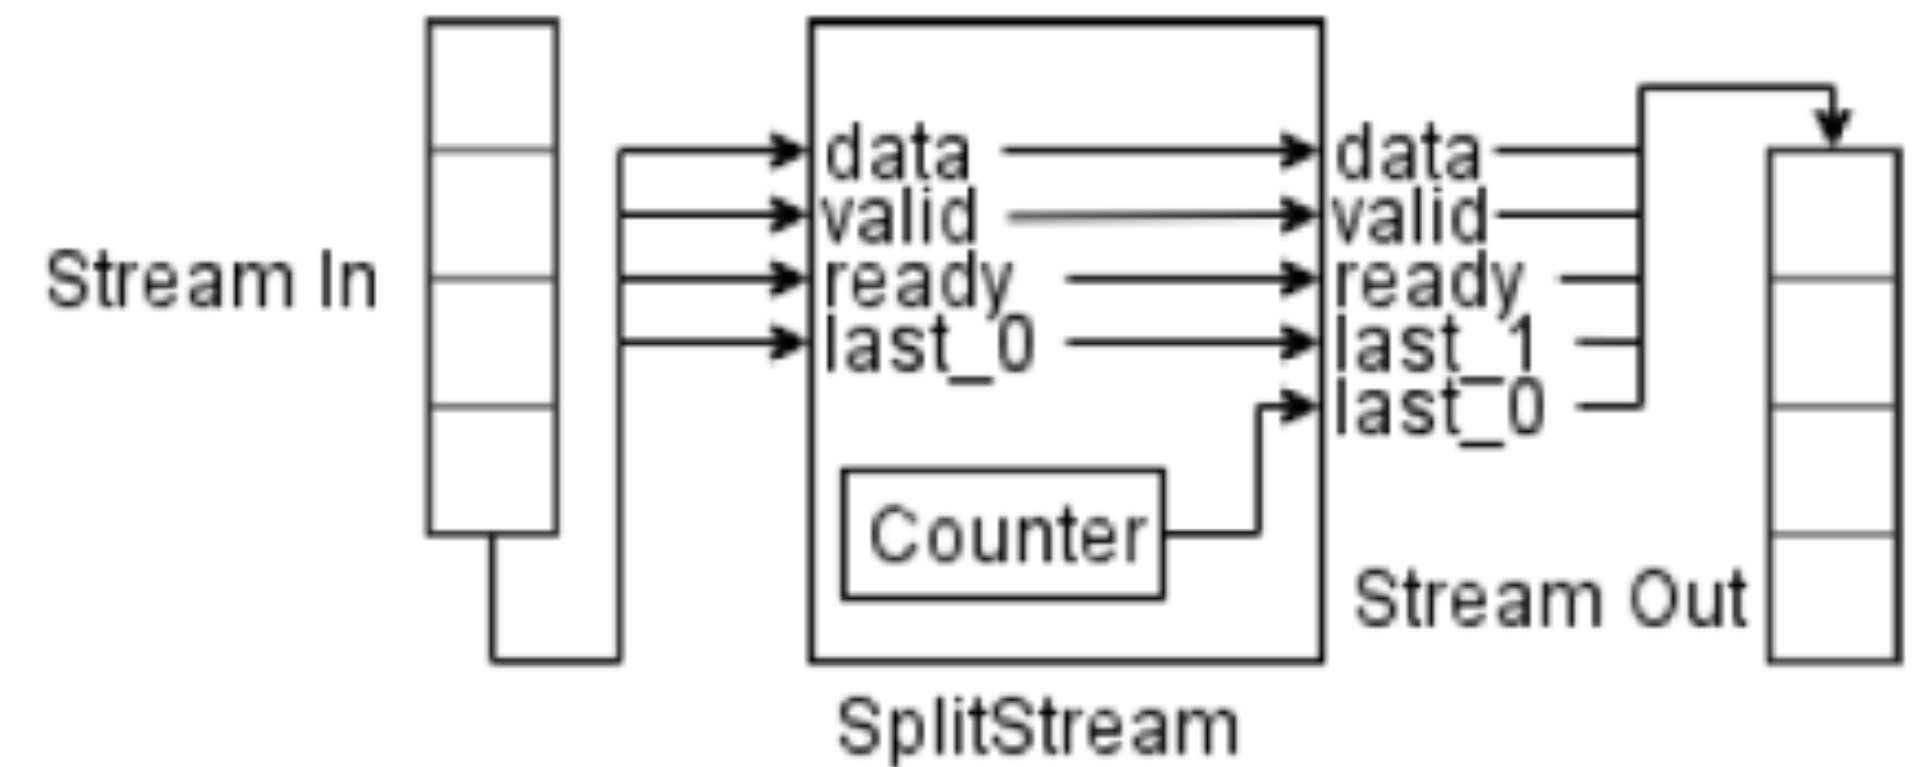 Stream In
data
valid
ready
last_0
Counter
SplitStream
data
valid
ready
last_1
last_0
Stream Out